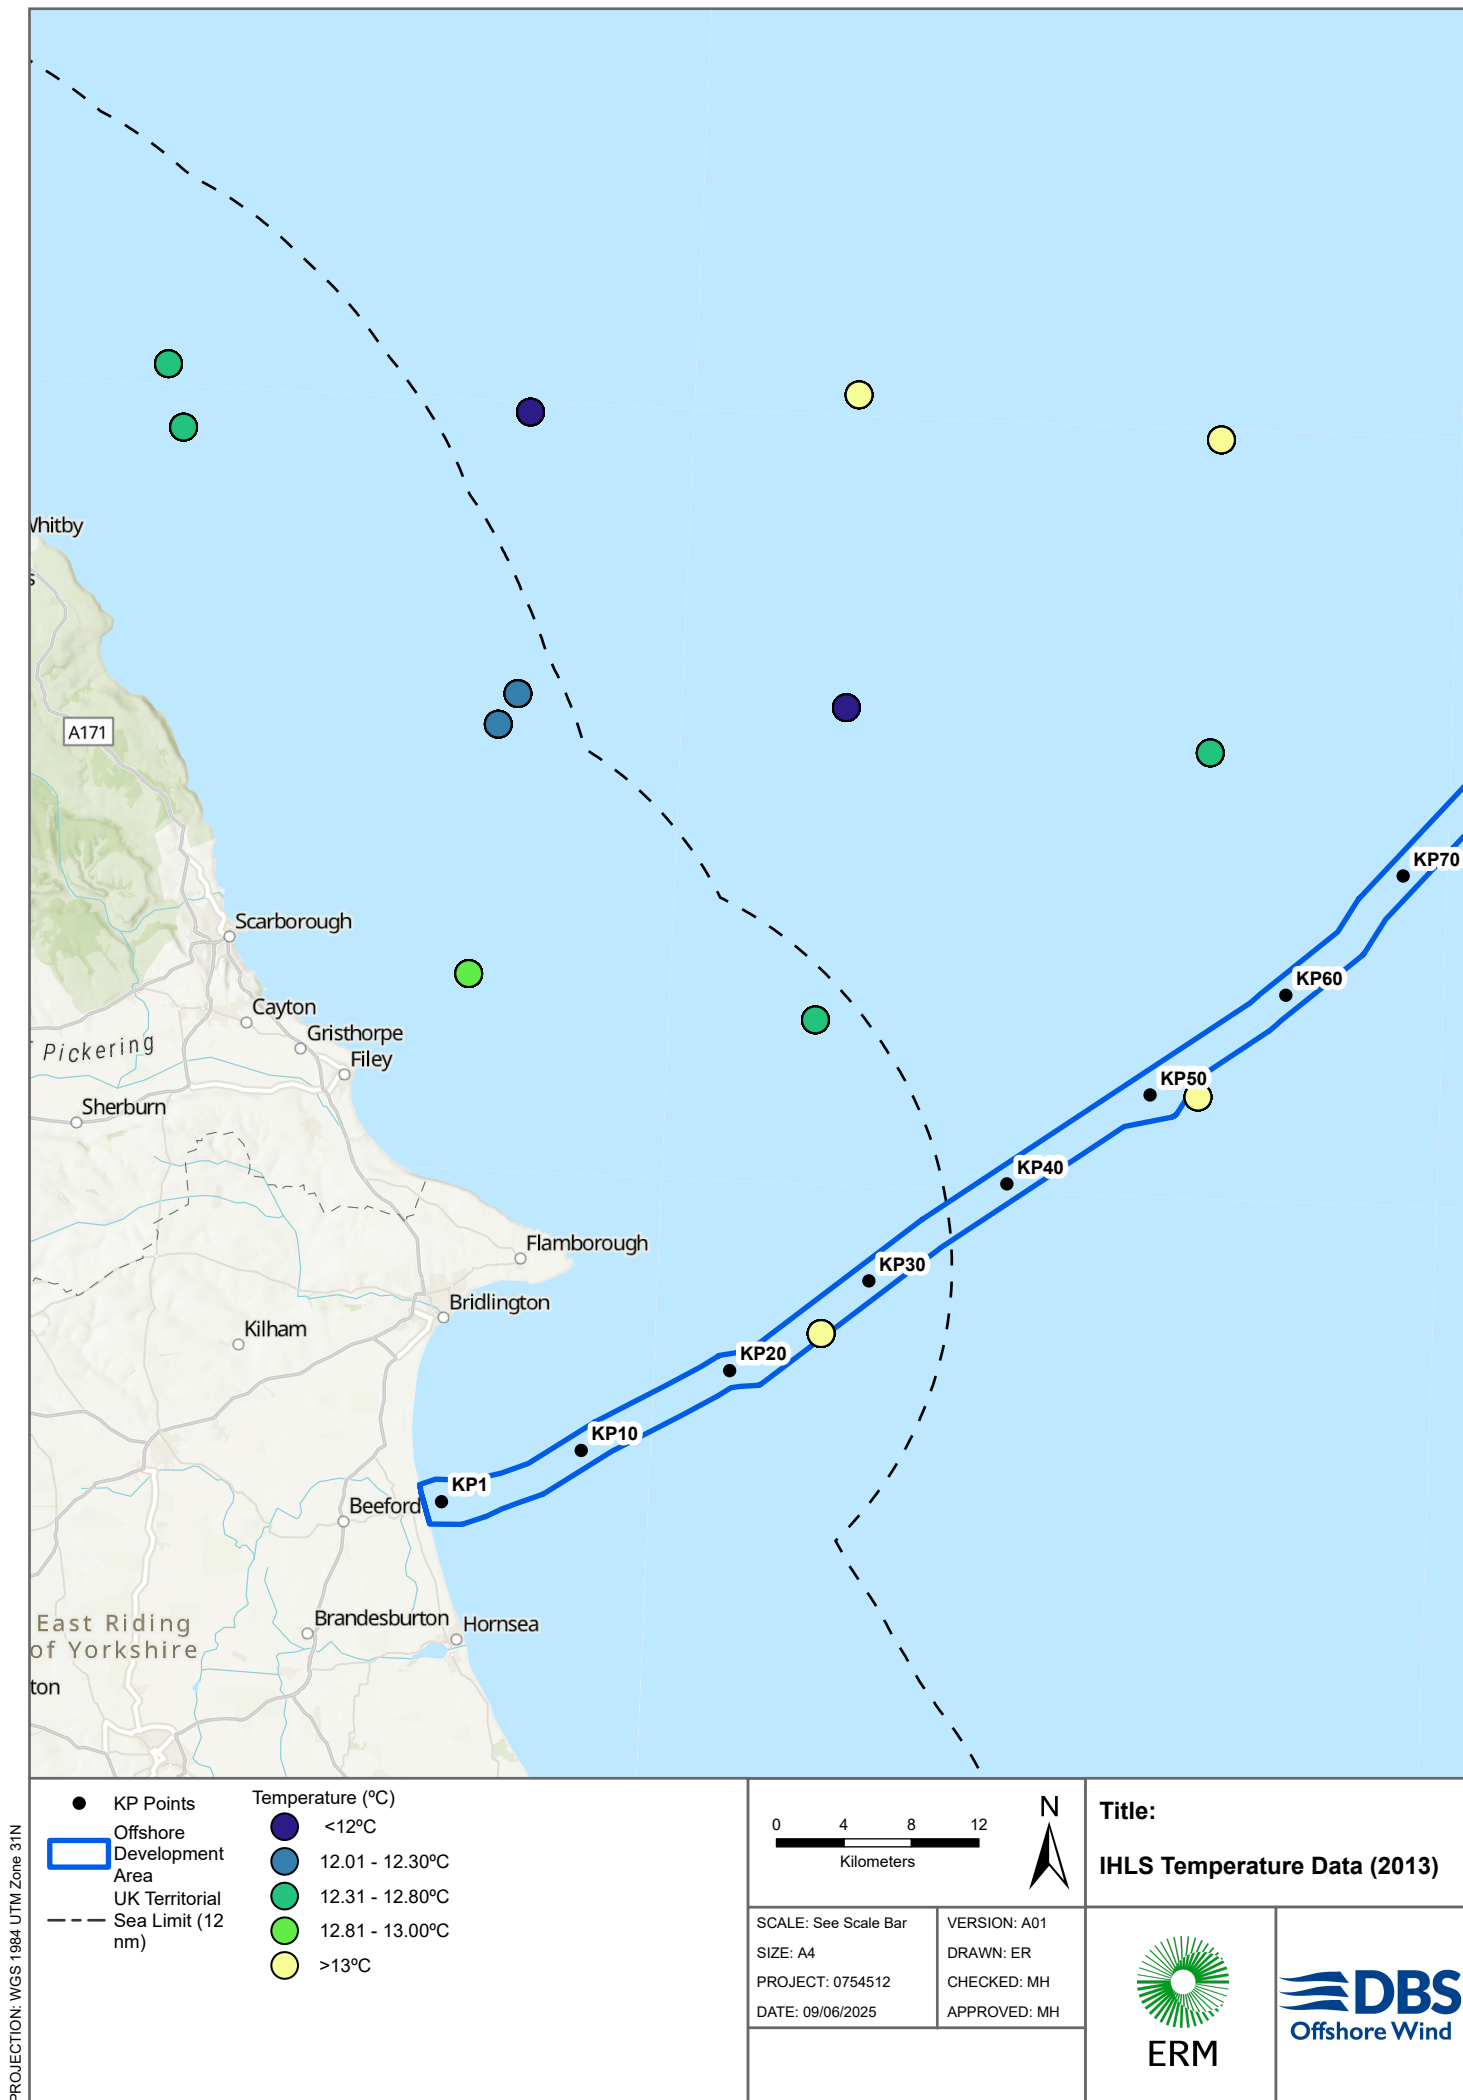 Whitby
s
A171
KP70
Scarborough
KP60
Cayton
Gristhorpe
Pickering
Filey
KP50
Sherburn
KP40
Flamborough
KP30
Bridlington
Kilham
KP20
KP10
KP1
Beeford
East Riding
of Yorkshire
Brandesburton
Hornsea
ton
PROJECTION: WGS 1984 UTM Zone 31N
KP Points
Offshore
Development
Area
UK Territorial
Sea Limit (12
nm)
Temperature (ºC)
<12ºC
12.01 - 12.30ºC
12.31 - 12.80ºC
12.81 - 13.00ºC
>13ºC
0 4 8 12
Kilometers
N
Title:
IHLS Temperature Data (2013)
SCALE: See Scale Bar
SIZE: A4
PROJECT: 0754512
DATE: 09/06/2025
VERSION: A01
DRAWN: ER
CHECKED: MH
APPROVED: MH
ERM
DBS
Offshore Wind